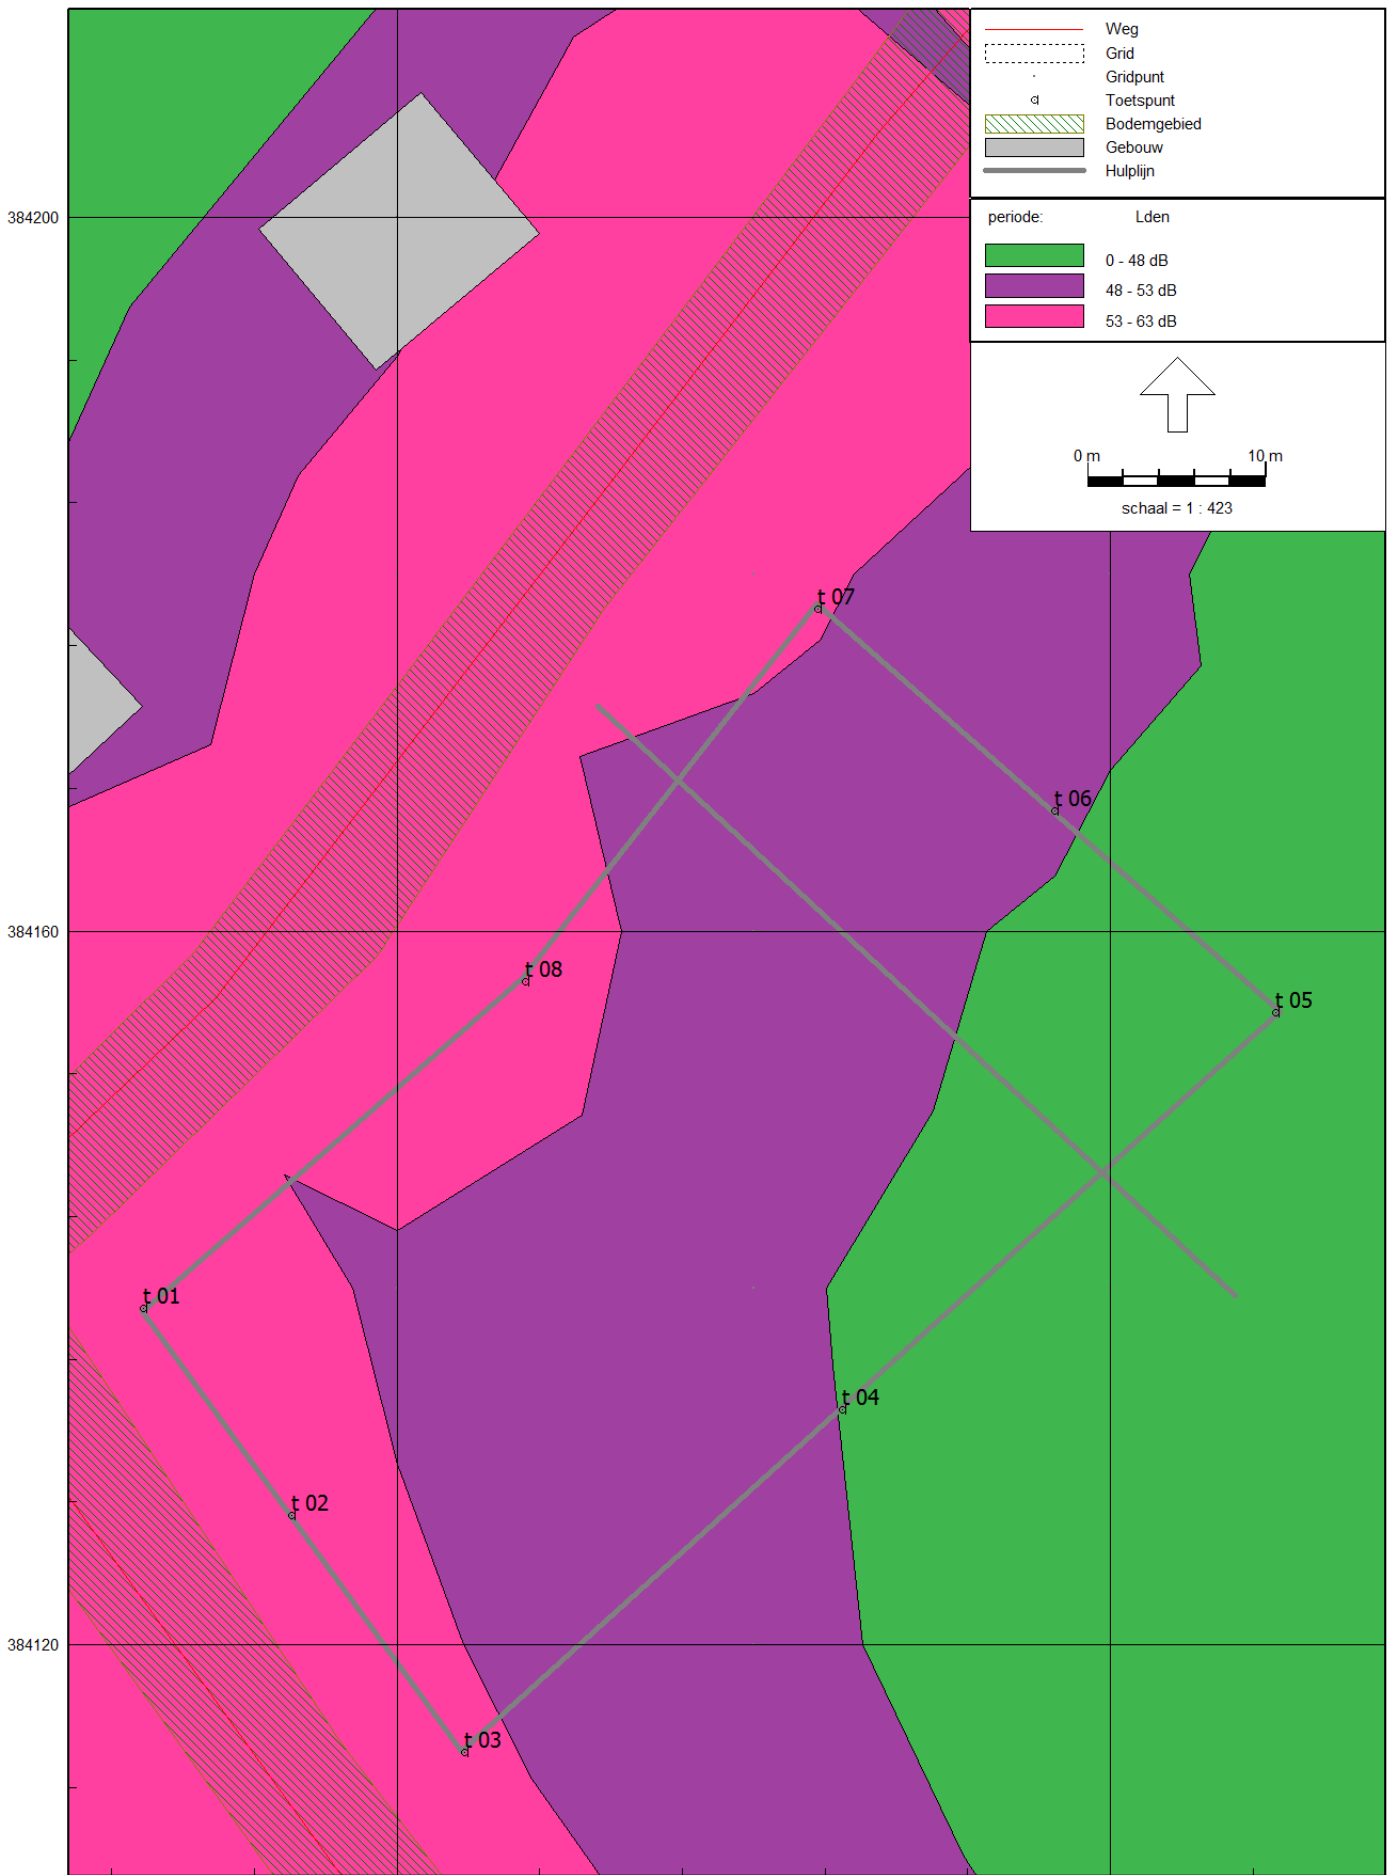 Weg
Grid
Gridpunt
Toetspunt
Bodemgebied
Gebouw
Hulplijn
384200
periode: Lden
0 - 48 dB
48 - 53 dB
53 - 63 dB
0 m 10 m
schaal = 1 : 423
t 07
t 06
384160
t 08
t 05
t 01
t 04
t 02
384120
t 03